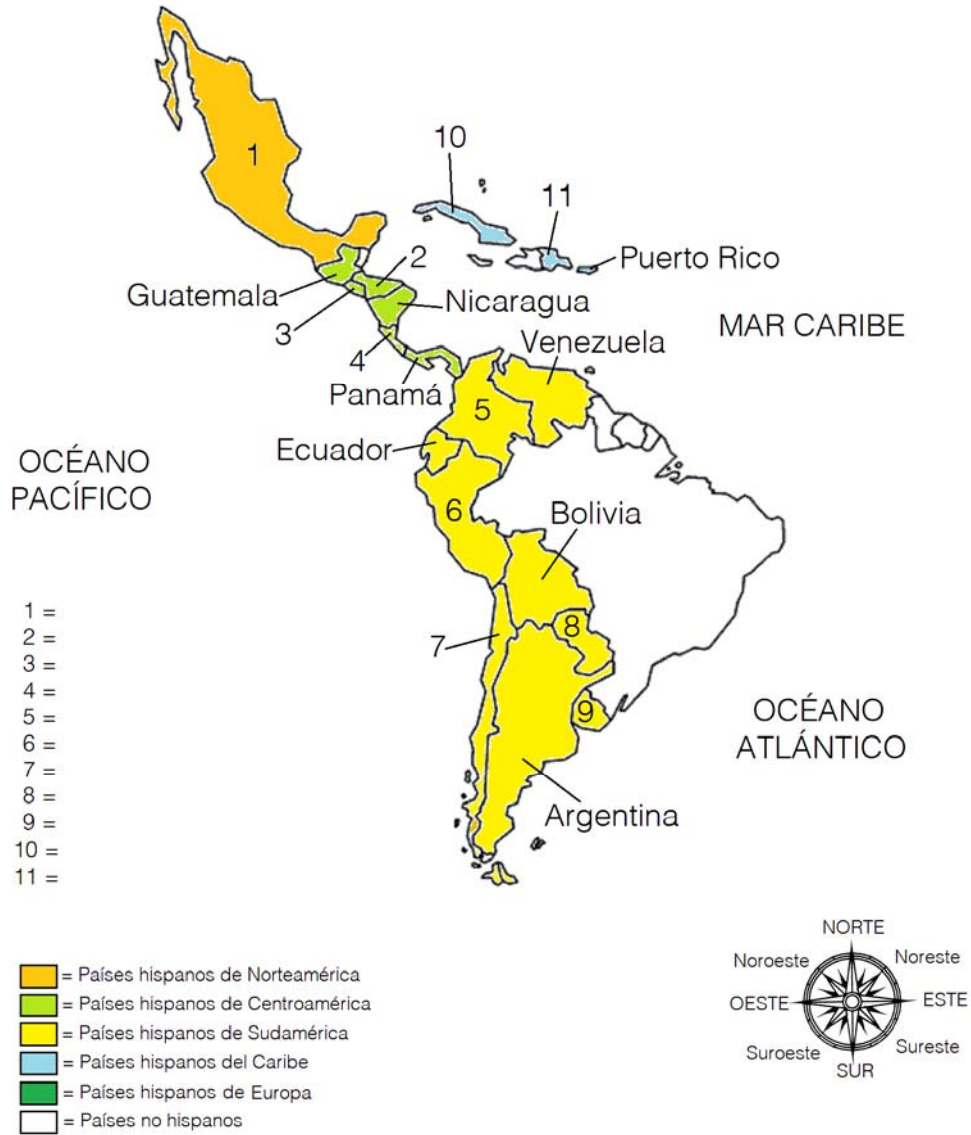 10
1
11
2
Puerto Rico
Guatemala
Nicaragua
3
MAR CARIBE
4
Venezuela
Panamá
5
Ecuador
OCÉANO
PACÍFICO
6
Bolivia
1 =
2 =
3 =
4 =
5 =
6 =
7 =
8 =
9 =
10 =
11 =
7
8
9
OCÉANO
ATLÁNTICO
Argentina
= Países hispanos de Norteamérica
= Países hispanos de Centroamérica
= Países hispanos de Sudamérica
= Países hispanos del Caribe
= Países hispanos de Europa
= Países no hispanos
NORTE
Noroeste
Noreste
OESTE
ESTE
Suroeste
Sureste
SUR